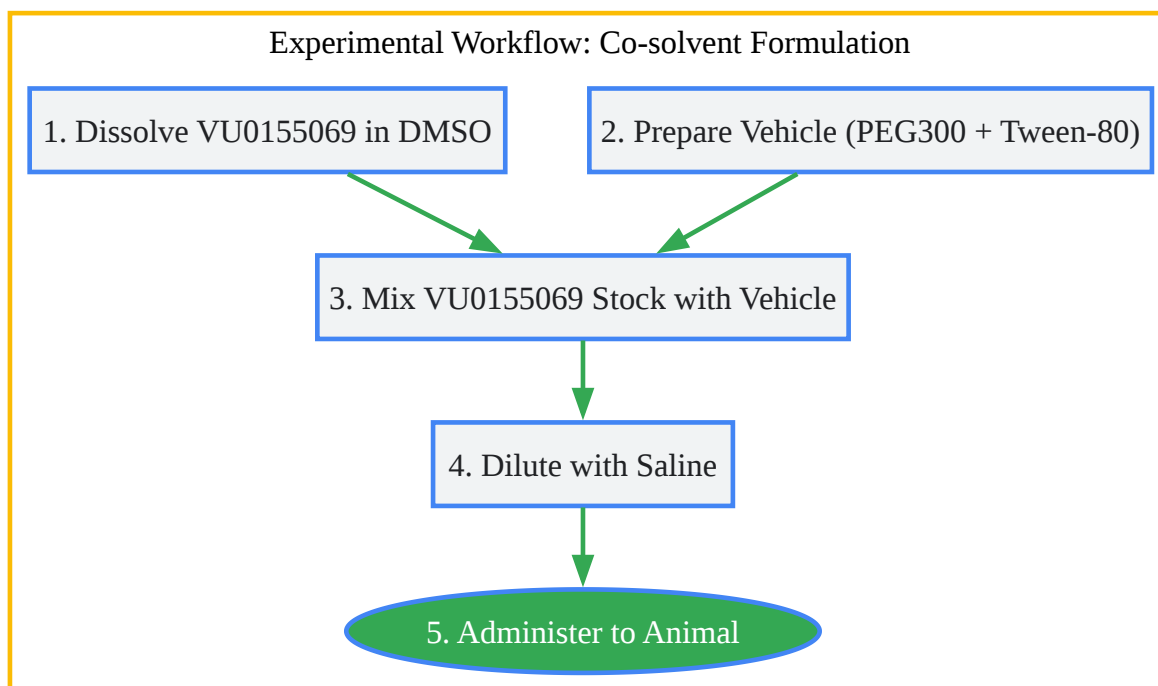 Experimental Workflow: Co-solvent Formulation
1. Dissolve VU0155069 in DMSO
2. Prepare Vehicle (PEG300 + Tween-80)
3. Mix VU0155069 Stock with Vehicle
4. Dilute with Saline
5. Administer to Animal